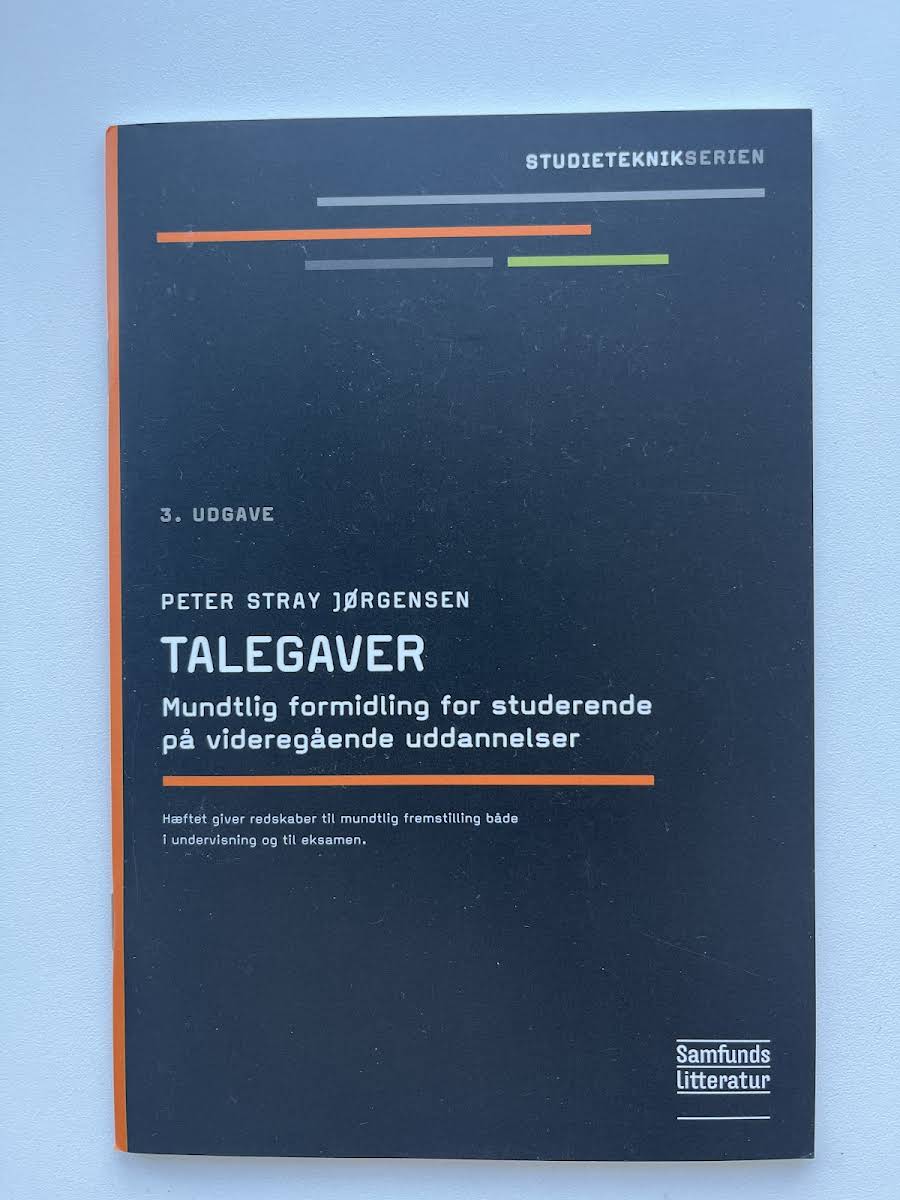 STUDIETEKNIKSERIEN
3. UDGAVE
PETER STRAY JØRGENSEN
TALEGAVER
Mundtlig formidling for studerende
på videregående uddannelser
Hæftet giver redskaber til mundtlig fremstilling både
i undervisning og til eksamen.
Samfunds
litteratur